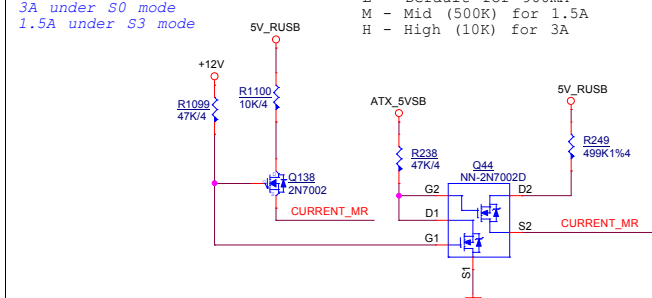 3A under S0 mode
1.5A under S3 mode
M - Mid (500K) for 1.5A
H - High (10K) for 3A
5V_RUSB
+12V
R1099
47K/4
R1100
10K/4
ATX_5VSB
5V_RUSB
R238
47K/4
R249
499K1%4
Q138
2N7002
Q44
NN-2N7002D
G2
D2
D1
CURRENT_MR
S2
CURRENT_MR
G1
S1